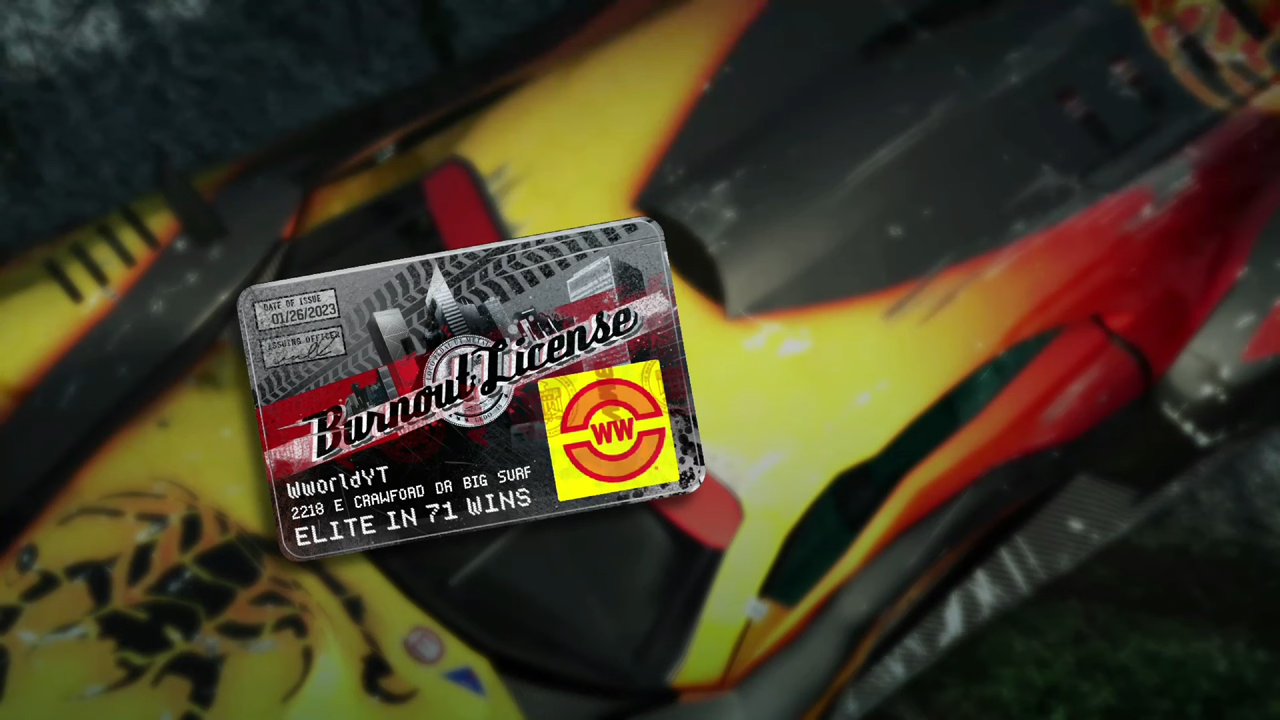 DATE OF ISSUE
01/26/2023
ISSUING OFFICER
Burnout License
WW
WWorldYT
2218 E CRAWFORD DR BIG SURF
ELITE IN 71 WINS